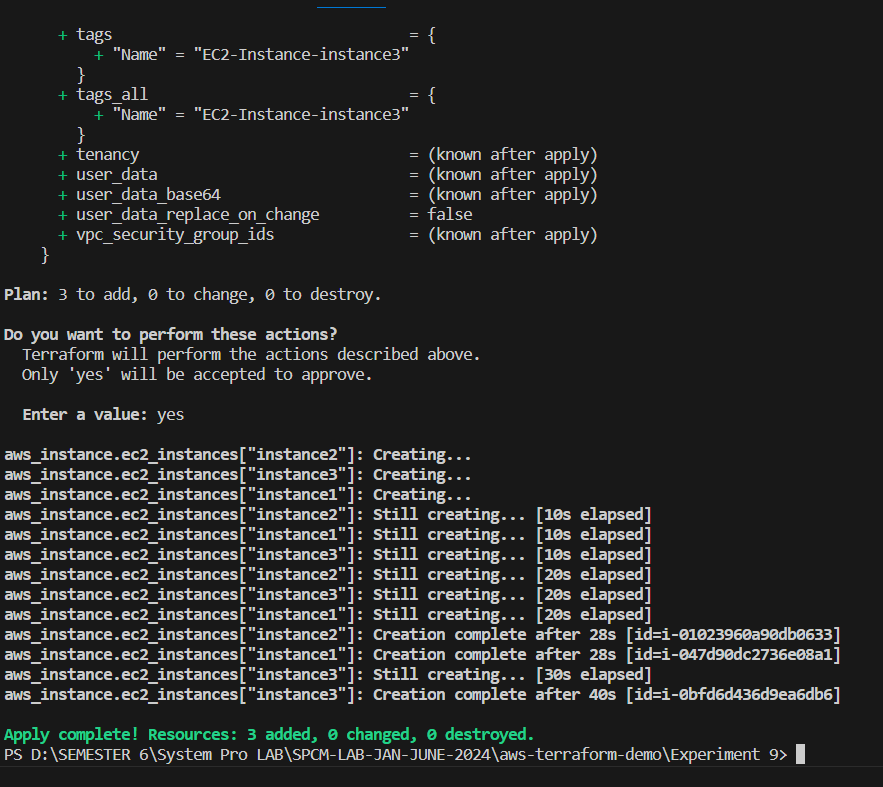 + tags = {
+ "Name" = "EC2-Instance-instance3"
}
+ tags_all = {
+ "Name" = "EC2-Instance-instance3"
}
+ tenancy = (known after apply)
+ user_data = (known after apply)
+ user_data_base64 = (known after apply)
+ user_data_replace_on_change = false
+ vpc_security_group_ids = (known after apply)
}
Plan: 3 to add, 0 to change, 0 to destroy.
Do you want to perform these actions?
Terraform will perform the actions described above.
Only 'yes' will be accepted to approve.
Enter a value: yes
aws_instance.ec2_instances["instance2"]: Creating...
aws_instance.ec2_instances["instance3"]: Creating...
aws_instance.ec2_instances["instance1"]: Creating...
aws_instance.ec2_instances["instance2"]: Still creating... [10s elapsed]
aws_instance.ec2_instances["instance1"]: Still creating... [10s elapsed]
aws_instance.ec2_instances["instance3"]: Still creating... [10s elapsed]
aws_instance.ec2_instances["instance2"]: Still creating... [20s elapsed]
aws_instance.ec2_instances["instance3"]: Still creating... [20s elapsed]
aws_instance.ec2_instances["instance1"]: Still creating... [20s elapsed]
aws_instance.ec2_instances["instance2"]: Creation complete after 28s [id=i-01023960a90db0633]
aws_instance.ec2_instances["instance1"]: Creation complete after 28s [id=i-047d90dc2736e08a1]
aws_instance.ec2_instances["instance3"]: Still creating... [30s elapsed]
aws_instance.ec2_instances["instance3"]: Creation complete after 40s [id=i-0bfd6d436d9ea6db6]
Apply complete! Resources: 3 added, 0 changed, 0 destroyed.
PS D:\SEMESTER 6\System Pro LAB\SPCM-LAB-JAN-JUNE-2024\aws-terraform-demo\Experiment 9>